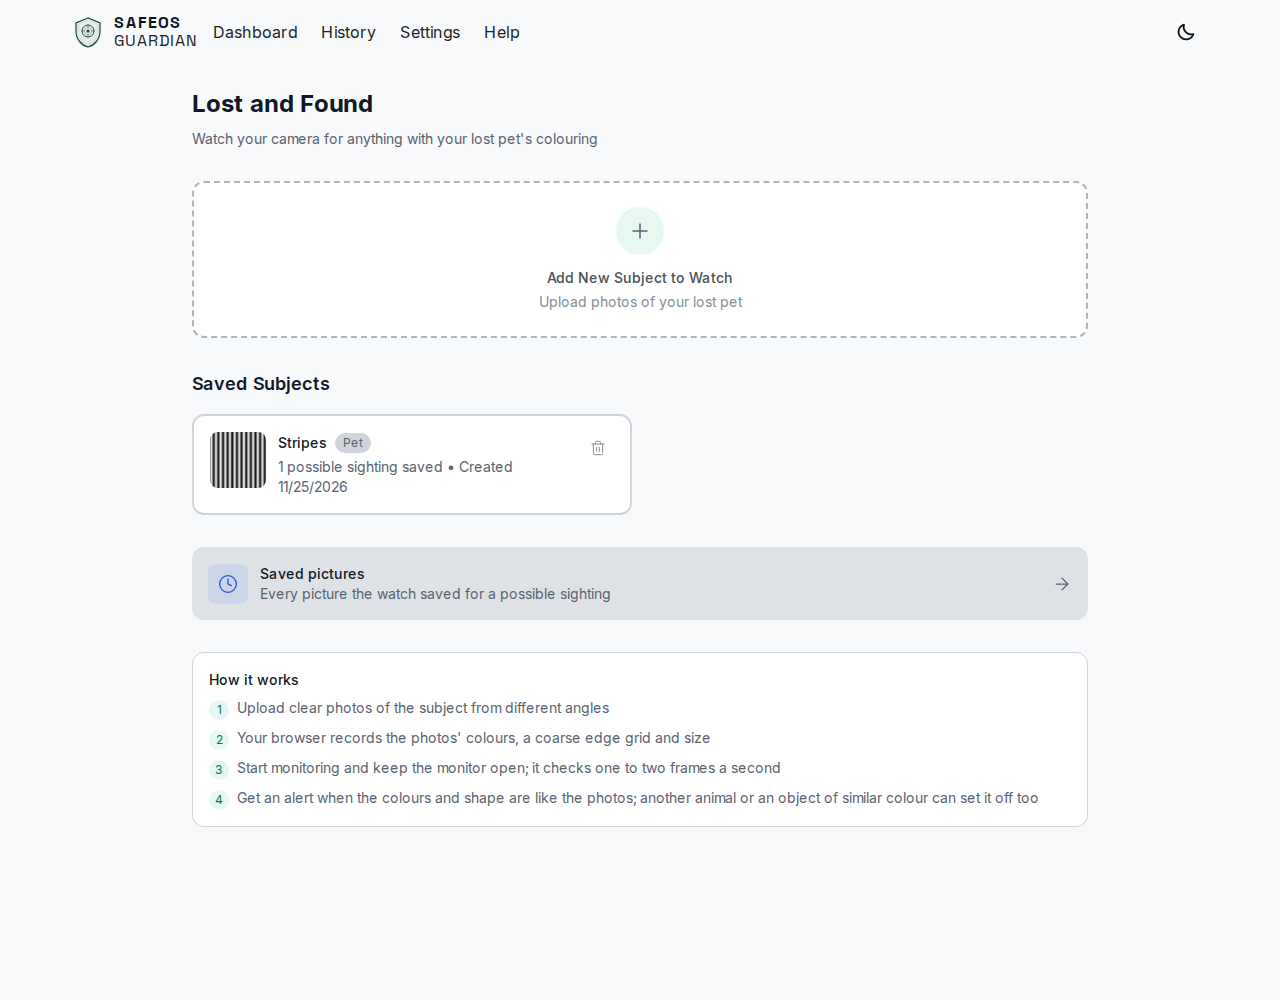 SAFEOS
GUARDIAN
Dashboard
History
Settings
Help
Lost and Found
Watch your camera for anything with your lost pet's colouring
Add New Subject to Watch
Upload photos of your lost pet
Saved Subjects
Stripes
Pet
1 possible sighting saved • Created
11/25/2026
Saved pictures
Every picture the watch saved for a possible sighting
How it works
1 Upload clear photos of the subject from different angles
2 Your browser records the photos' colours, a coarse edge grid and size
3 Start monitoring and keep the monitor open; it checks one to two frames a second
4 Get an alert when the colours and shape are like the photos; another animal or an object of similar colour can set it off too